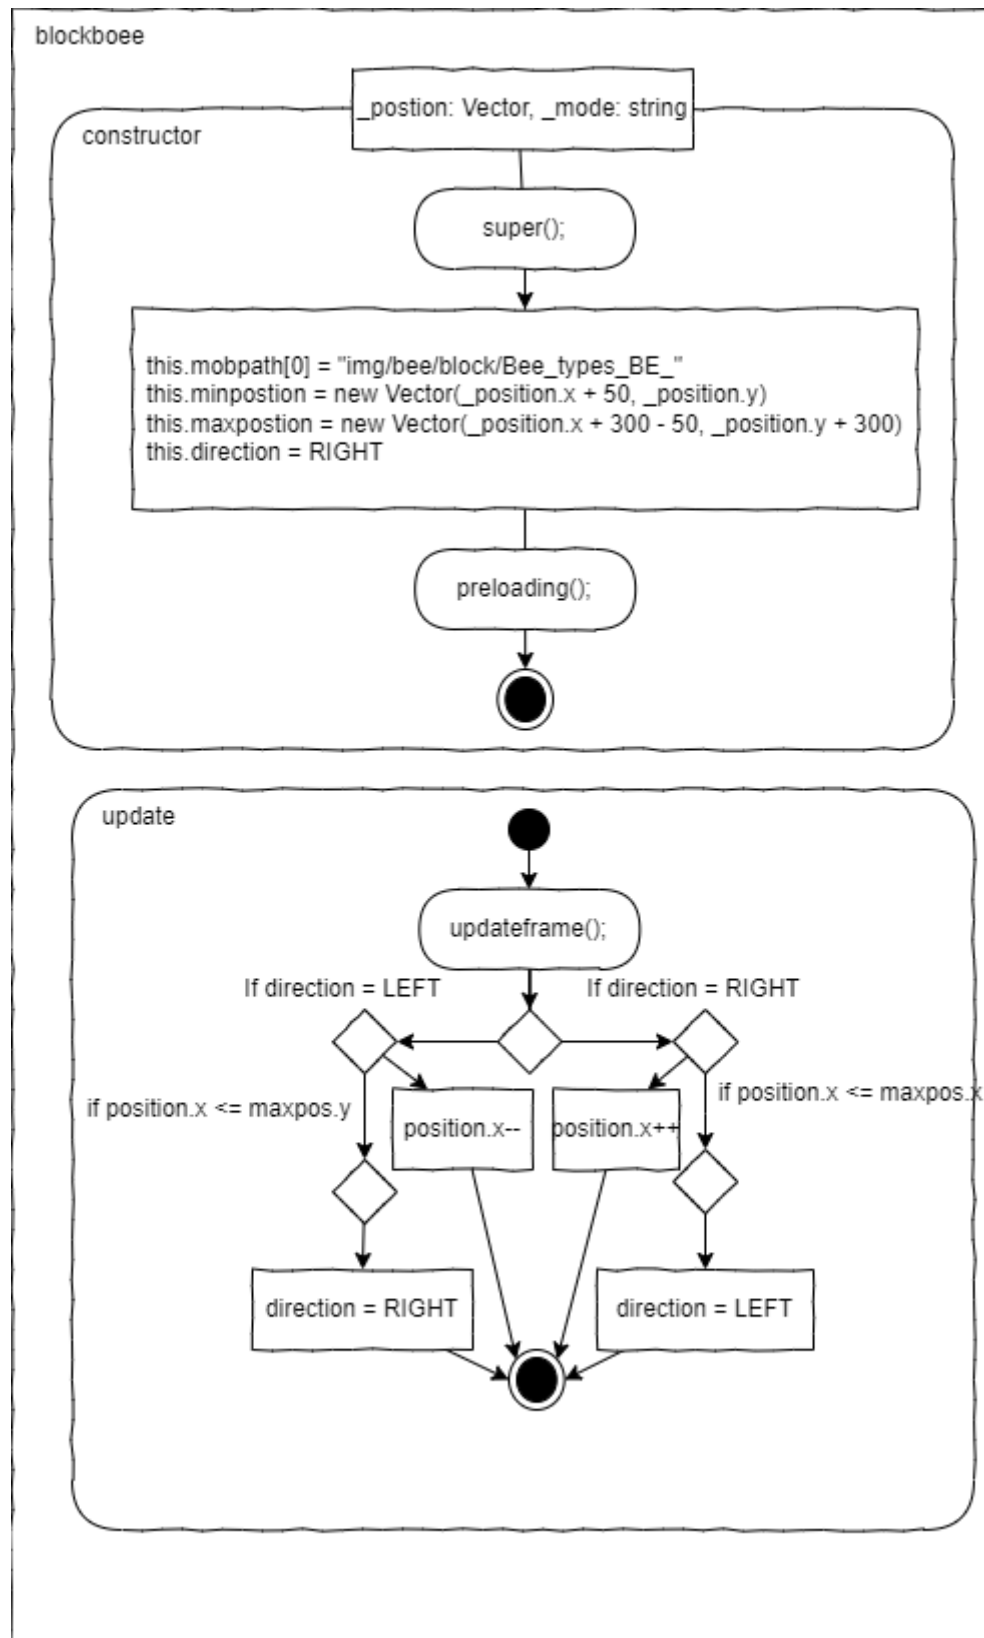 blockboee
_postion: Vector, _mode: string
constructor
super();
this.mobpath[0] = "img/bee/block/Bee_types_BE_"
this.minpostion = new Vector(_position.x + 50, _position.y)
this.maxpostion = new Vector(_position.x + 300 - 50, _position.y + 300)
this.direction = RIGHT
preloading();
update
updateframe();
If direction = LEFT
If direction = RIGHT
if position.x <= maxpos.y
if position.x <= maxpos.x
position.x--
position.x++
direction = RIGHT
direction = LEFT